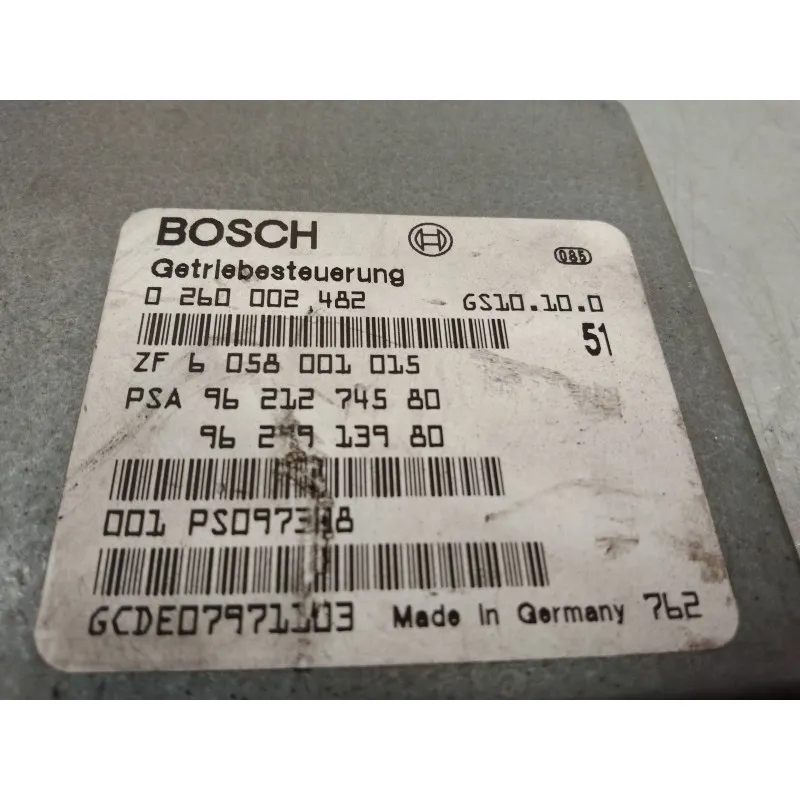 BOSCH
085
Getriebesteuerung
0 260 002 482 GS10.10.0
51
ZF 6 058 001 015
PSA 96 212 745 80
96 139 80
001
GCDE07971103 Made in Germany 762